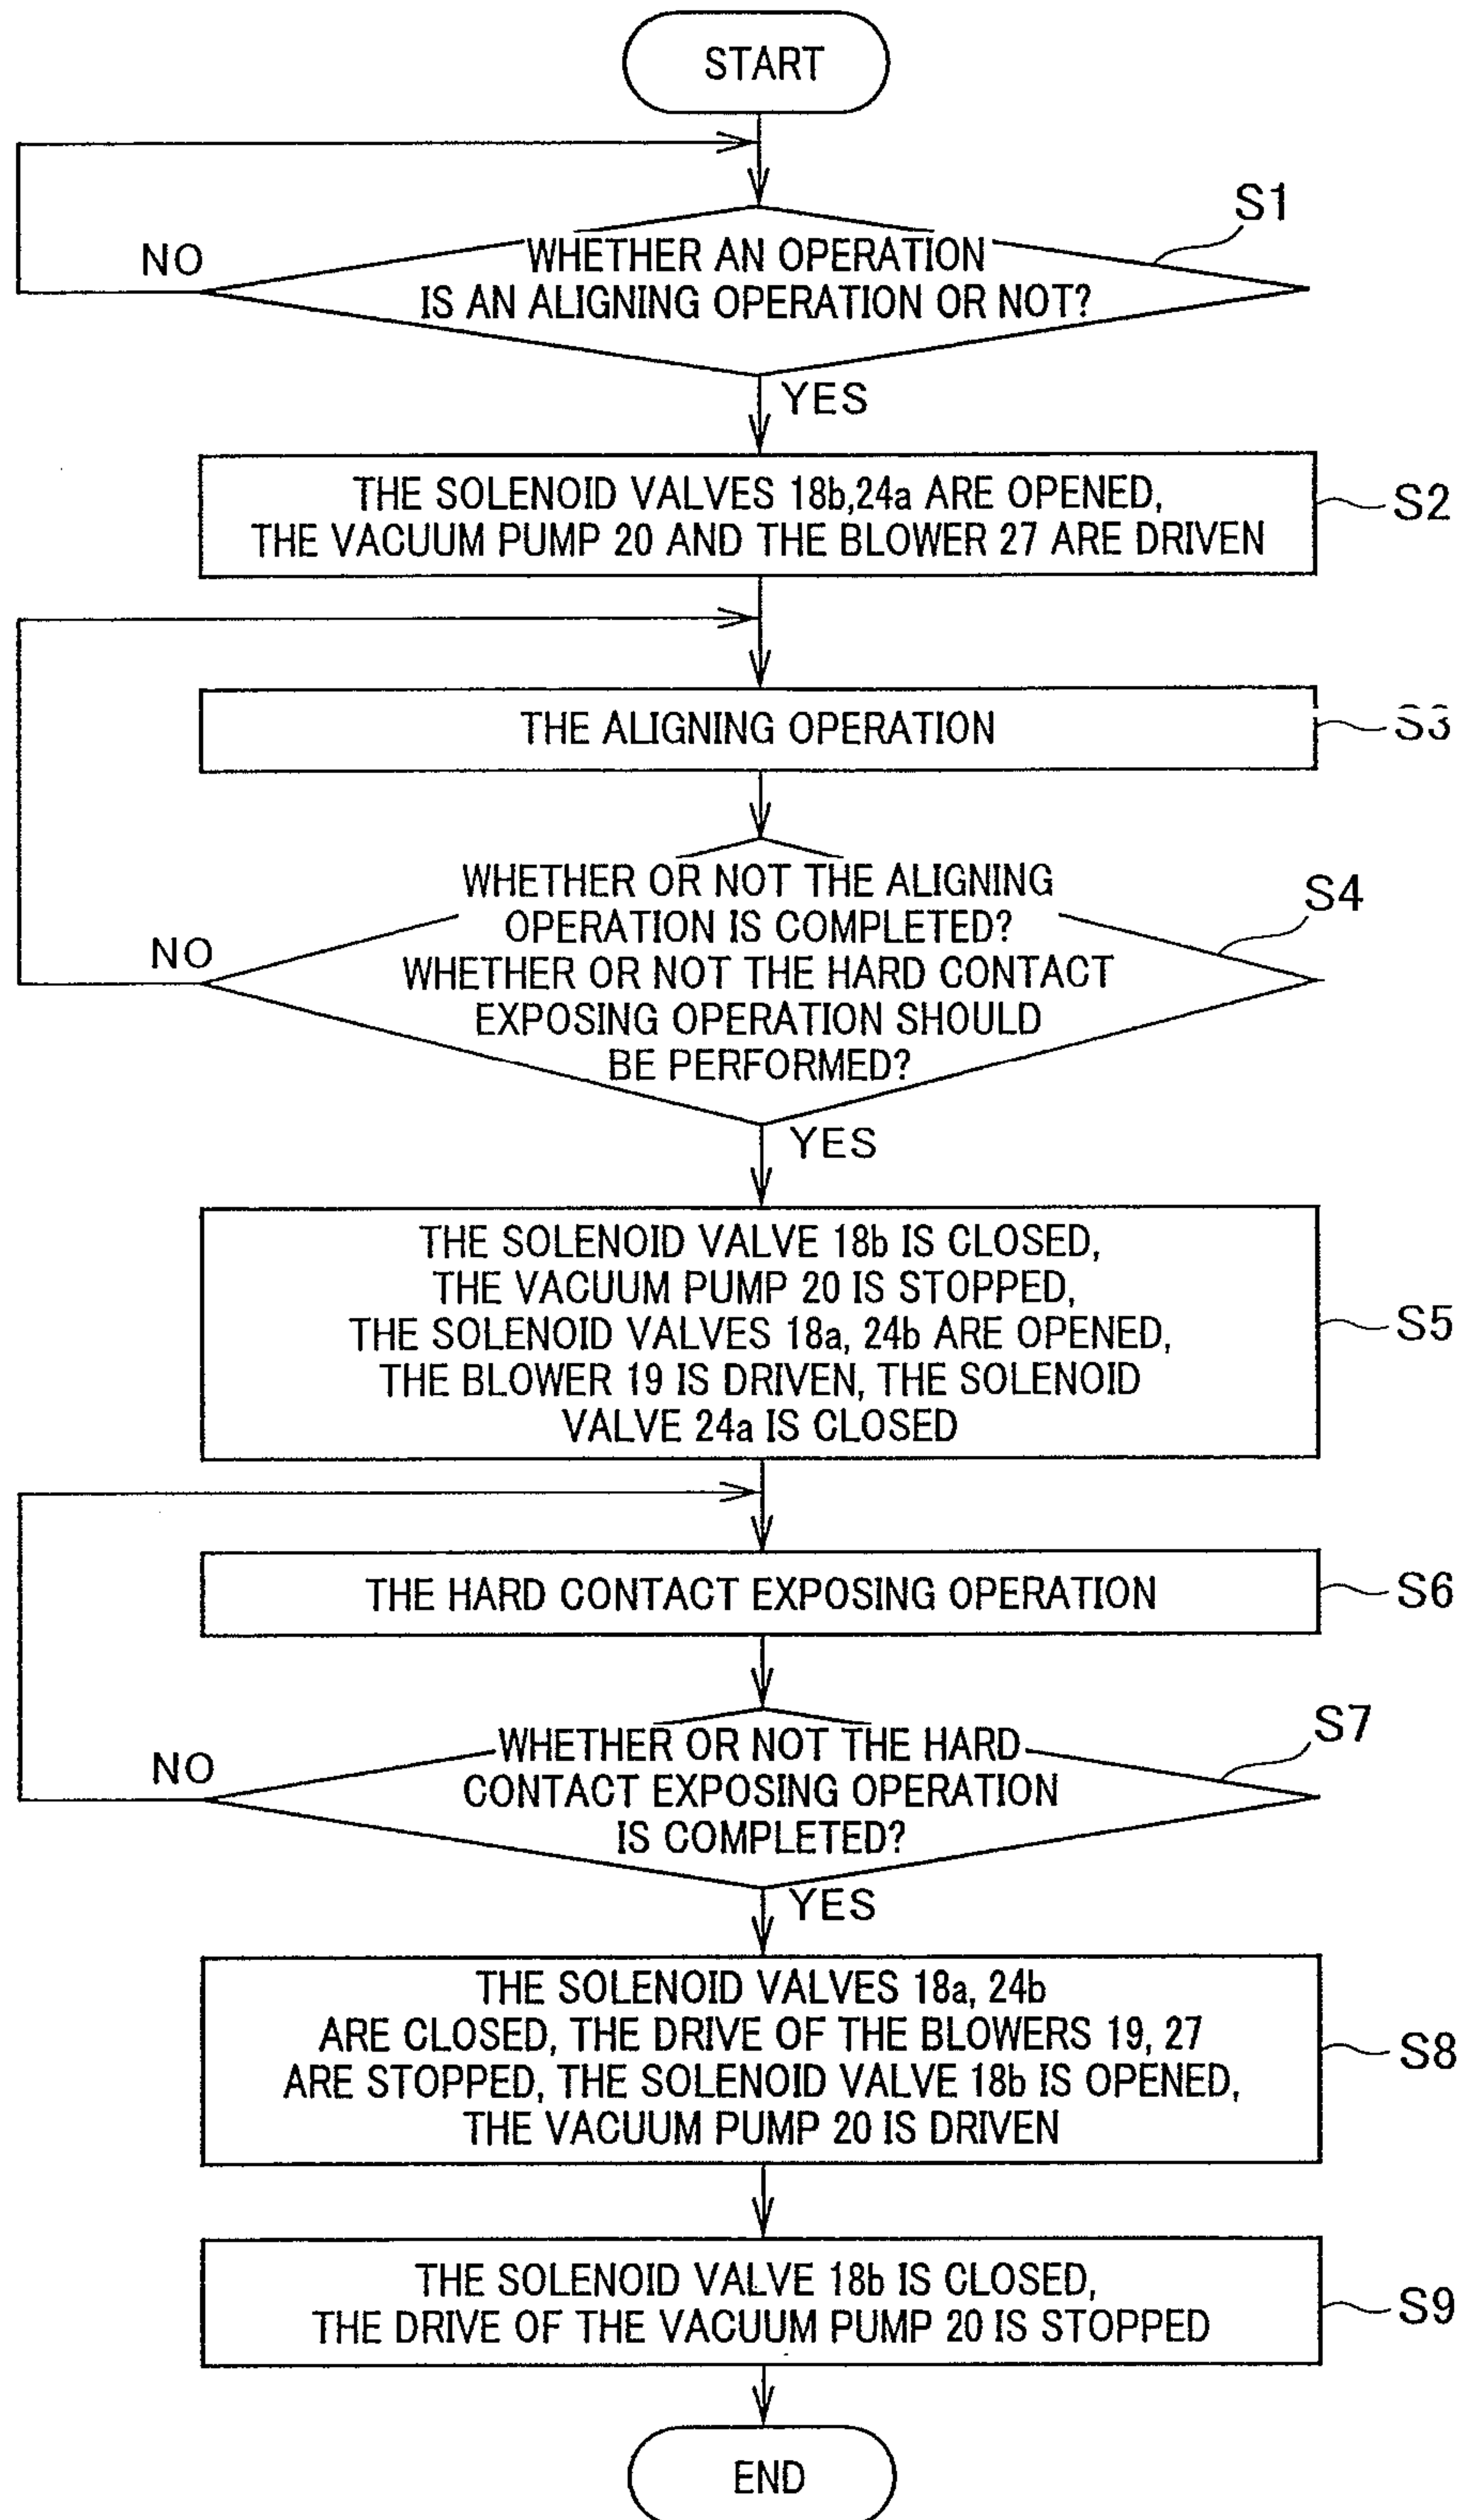 START
S1
NO
WHETHER AN OPERATION
IS AN ALIGNING OPERATION OR NOT?
YES
THE SOLENOID VALVES 18b,24a ARE OPENED,
THE VACUUM PUMP 20 AND THE BLOWER 27 ARE DRIVEN
S2
THE ALIGNING OPERATION
S3
WHETHER OR NOT THE ALIGNING
OPERATION IS COMPLETED?
WHETHER OR NOT THE HARD CONTACT
EXPOSING OPERATION SHOULD
BE PERFORMED?
S4
NO
YES
THE SOLENOID VALVE 18b IS CLOSED,
THE VACUUM PUMP 20 IS STOPPED,
THE SOLENOID VALVES 18a, 24b ARE OPENED,
THE BLOWER 19 IS DRIVEN, THE SOLENOID
VALVE 24a IS CLOSED
S5
THE HARD CONTACT EXPOSING OPERATION
S6
WHETHER OR NOT THE HARD
CONTACT EXPOSING OPERATION
IS COMPLETED?
S7
NO
YES
THE SOLENOID VALVES 18a, 24b
ARE CLOSED, THE DRIVE OF THE BLOWERS 19, 27
ARE STOPPED, THE SOLENOID VALVE 18b IS OPENED,
THE VACUUM PUMP 20 IS DRIVEN
S8
THE SOLENOID VALVE 18b IS CLOSED,
THE DRIVE OF THE VACUUM PUMP 20 IS STOPPED
S9
END